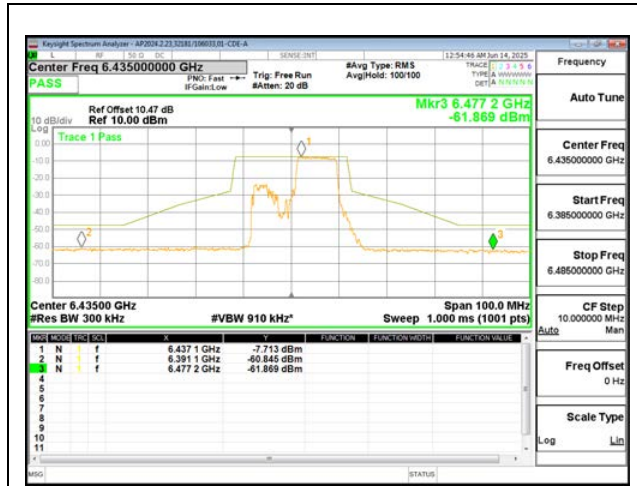 Keysight Spectrum Analyzer - AP2024.2.23,32181/106033,01-CDE-A
L RF 50 Ω DC SENSE:INT 12:54:46 AM Jun 14, 2025
Center Freq 6.435000000 GHz
#Avg Type: RMS
TRACE 1 2 3 4 5 6
PASS
PNO: Fast
Trig: Free Run
Avg|Hold: 100/100
TYPE A WWWWW
IFGain:Low
#Atten: 20 dB
DET A N N N N N
Ref Offset 10.47 dB
Mkr3 6.477 2 GHz
10 dB/div Ref 10.00 dBm
-61.869 dBm
Log
Trace 1 Pass
0.00
-10.0
-20.0
-30.0
-40.0
-50.0
-60.0
-70.0
-80.0
1
2
3
Center 6.43500 GHz
Span 100.0 MHz
#Res BW 300 kHz
#VBW 910 kHz*
Sweep 1.000 ms (1001 pts)
MKR MODE TRC SCL X Y FUNCTION FUNCTION WIDTH FUNCTION VALUE
1 N 1 f 6.437 1 GHz -7.713 dBm
2 N 1 f 6.391 1 GHz -60.845 dBm
3 N 1 f 6.477 2 GHz -61.869 dBm
4
5
6
7
8
9
10
11
MSG
STATUS
Frequency
Auto Tune
Center Freq
6.435000000 GHz
Start Freq
6.385000000 GHz
Stop Freq
6.485000000 GHz
CF Step
10.000000 MHz
Auto Man
Freq Offset
0 Hz
Scale Type
Log Lin